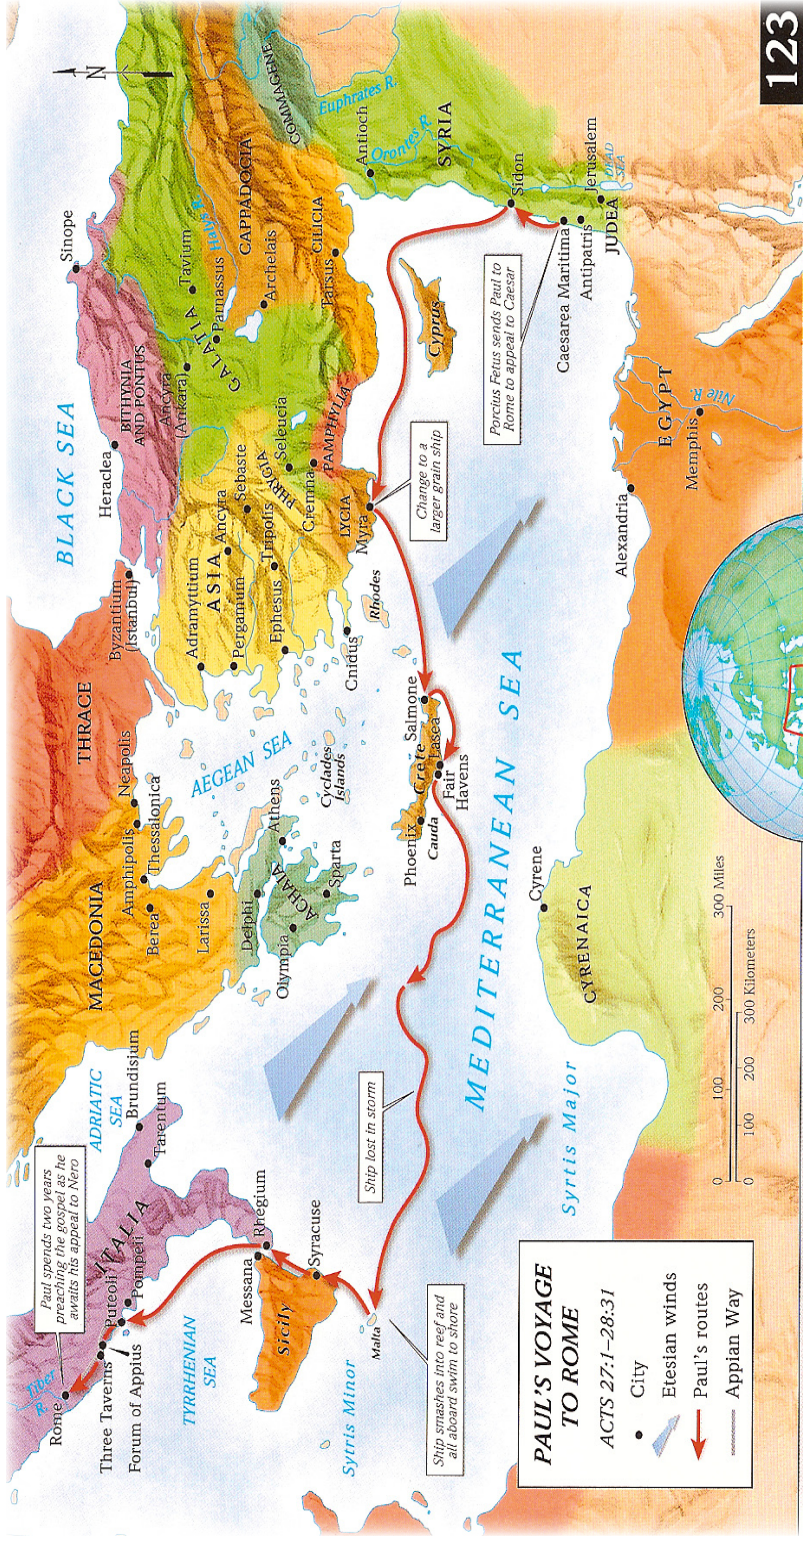 123
N
BLACK SEA
Sinope
Heraclea
BITHYNIA
AND PONTUS
Byzantium
(Istanbul)
THRACE
Neapolis
Amphipolis
Thessalonica
MACEDONIA
Berea
Larissa
ADRIATIC
SEA
Brundisium
Tarentum
Paul spends two years
preaching the gospel as he
awaits his appeal to Nero
ITALIA
Tiber
R.
Rome
Puteoli
Pompeii
Three Taverns
Forum of Appius
TYRRHENIAN
SEA
Messana
Rhegium
Sicily
Syracuse
Malta
Sytris Minor
Ship smashes into reef and
all aboard swim to shore
Ship lost in storm
Delphi
ACHAIA
Athens
Olympia
Sparta
AEGEAN SEA
Cyclades
Islands
Adramyttium
ASIA
Ancyra
Pergamum
Sebaste
Tripolis
PHRYGIA
Ephesus
Cnidus
Rhodes
Seleucia
Cremna
PAMPHYLIA
LYCIA
Myra
Ancyra
(Ankara)
GALATIA
Tavium
Parnassus
Halys R.
CAPPADOCIA
Archelais
CILICIA
Tarsus
COMMAGENE
Euphrates R.
Antioch
Orontes R.
SYRIA
Sidon
Cyprus
Change to a
larger grain ship
Porcius Fetus sends Paul to
Rome to appeal to Caesar
Caesarea Maritima
Antipatris
Jerusalem
JUDEA
DEAD
SEA
Salmone
Crete
Lasea
Fair
Havens
Phoenix
Cauda
MEDITERRANEAN SEA
Alexandria
EGYPT
Memphis
Nile R.
Cyrene
CYRENAICA
Syrtis Major
0 100 200 300 Miles
0 100 200 300 Kilometers
PAUL'S VOYAGE
TO ROME
ACTS 27:1–28:31
City
Etesian winds
Paul's routes
Appian Way